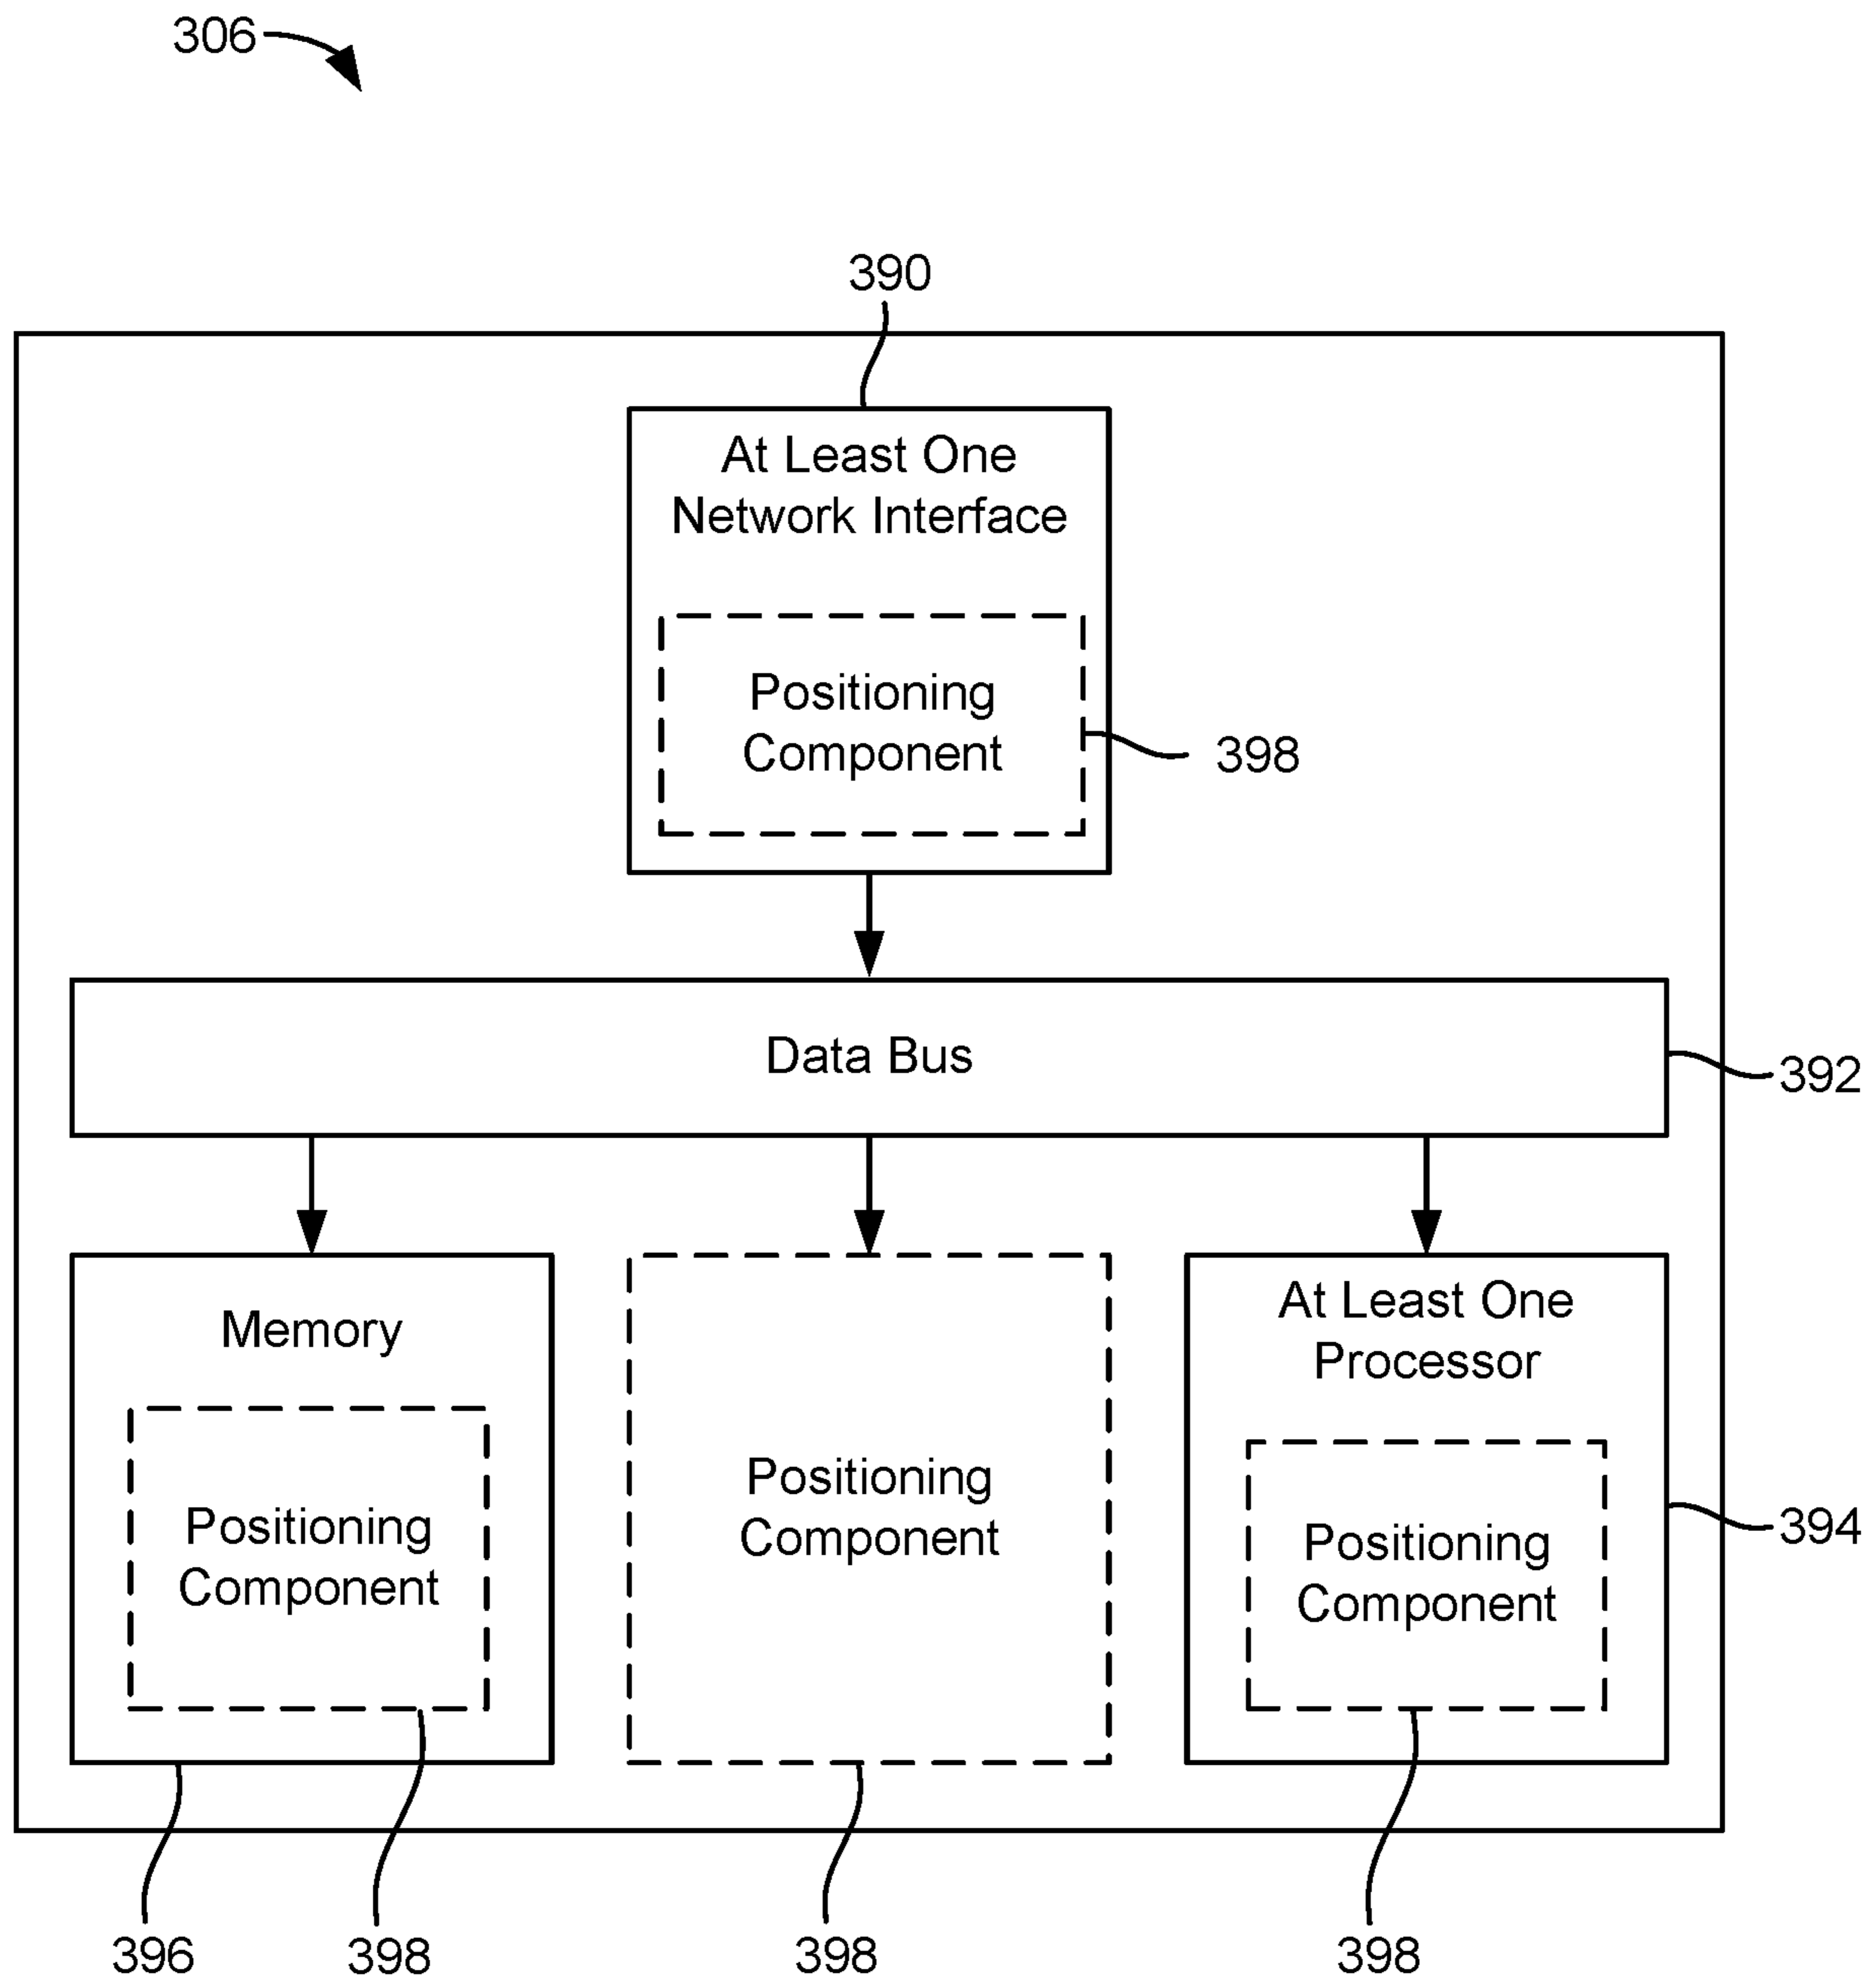 306
390
At Least One
Network Interface
Positioning
Component
398
Data Bus
392
Memory
Positioning
Component
Positioning
Component
At Least One
Processor
Positioning
Component
394
396
398
398
398